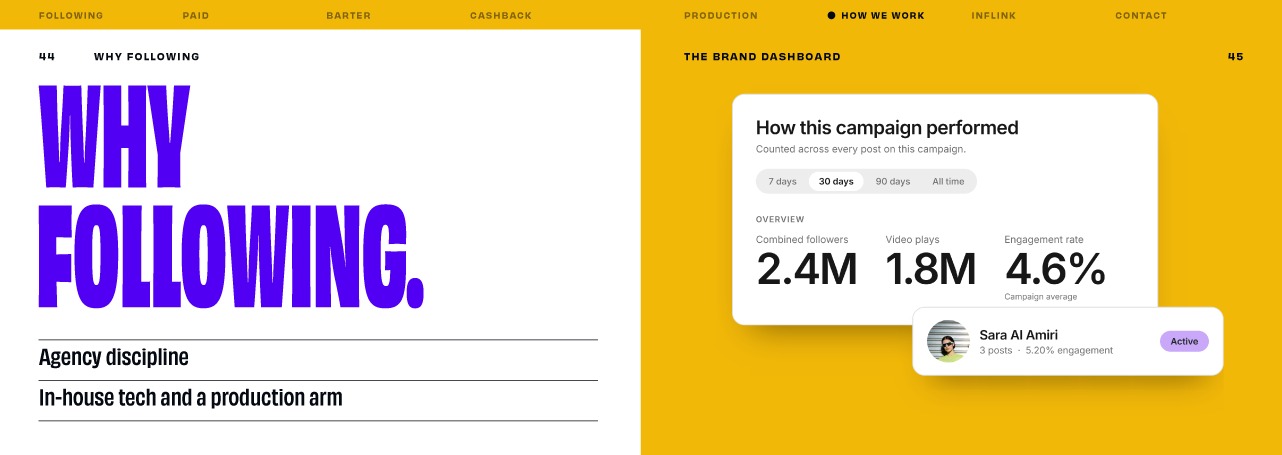 FOLLOWING PAID BARTER CASHBACK PRODUCTION HOW WE WORK INFLINK CONTACT
44 WHY FOLLOWING
WHY
FOLLOWING.
Agency discipline
In-house tech and a production arm
THE BRAND DASHBOARD 45
How this campaign performed
Counted across every post on this campaign.
7 days 30 days 90 days All time
OVERVIEW
Combined followers Video plays Engagement rate
2.4M 1.8M 4.6%
Campaign average
Sara Al Amiri
3 posts · 5.20% engagement
Active